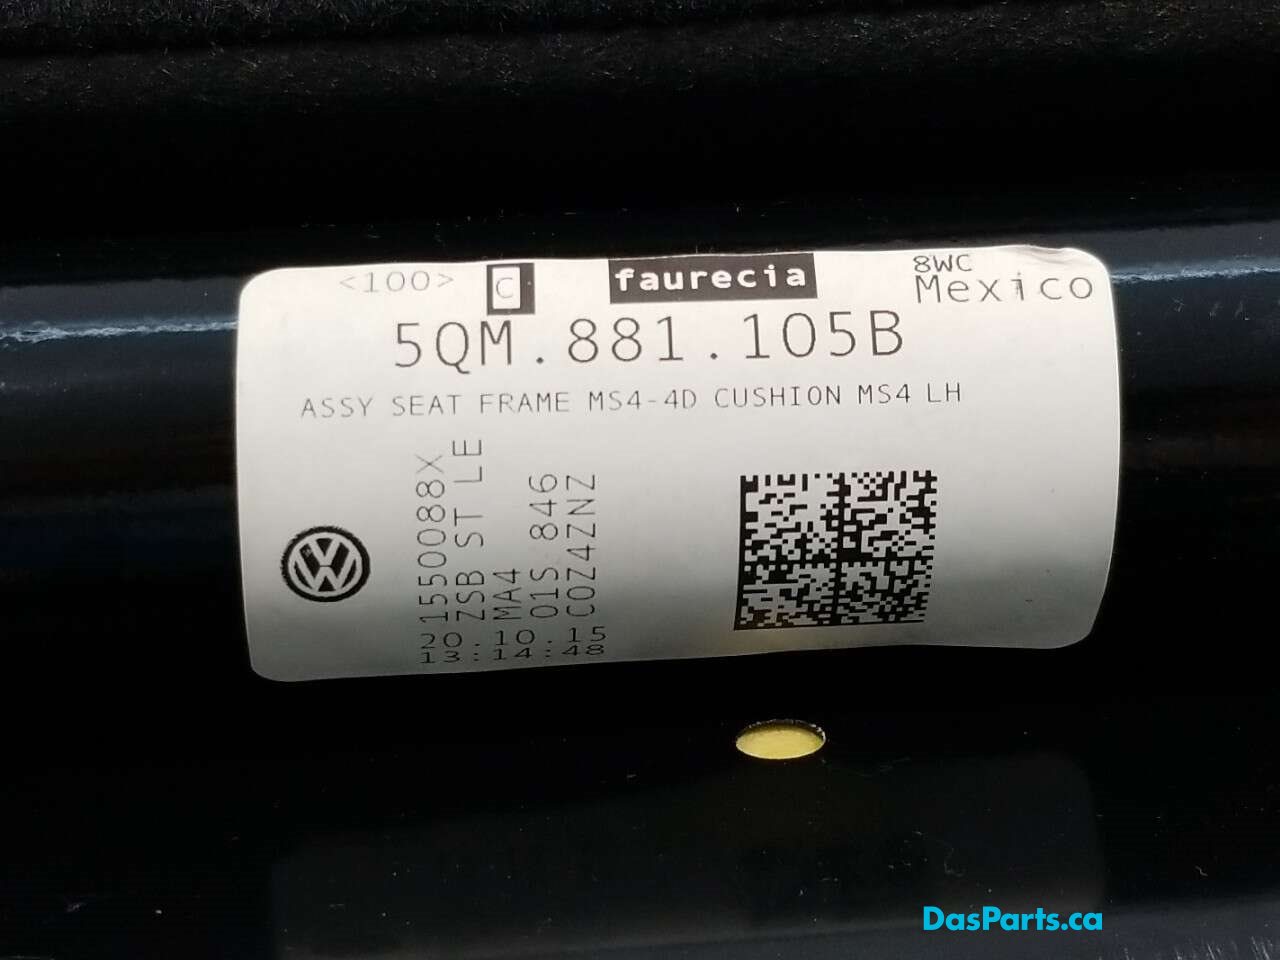 <100>
C
faurecia
8WC
Mexico
5QM.881.105B
ASSY SEAT FRAME MS4-4D CUSHION MS4 LH
1550088X
ZSB ST LE
MA4
01S 846
C0Z4ZNZ
20.10.15
13:14:48
DasParts.ca